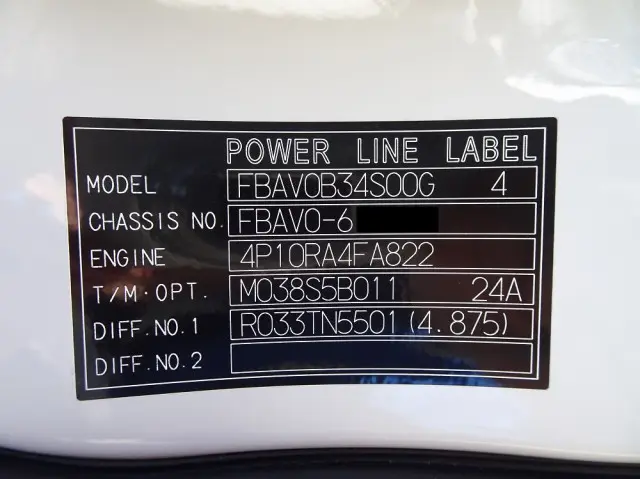 POWER LINE LABEL
MODEL FBAV0B34S00G 4
CHASSIS NO. FBAV0-6
ENGINE 4P10RA4FA822
T/M·OPT. M038S5B011 24A
DIFF.NO.1 R033TN5501(4.875)
DIFF.NO.2